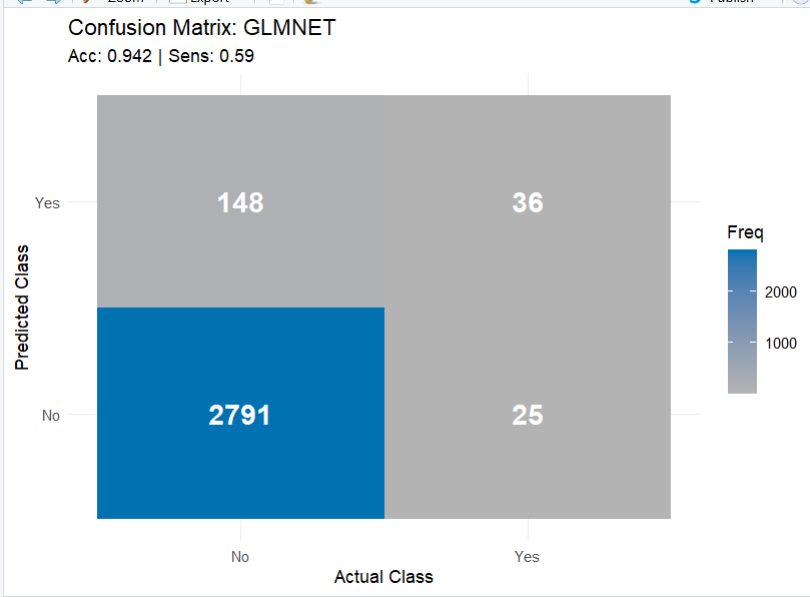 Confusion Matrix: GLMNET
Acc: 0.942 | Sens: 0.59
Yes
148
36
Predicted Class
No
2791
25
No
Yes
Actual Class
Freq
2000
1000